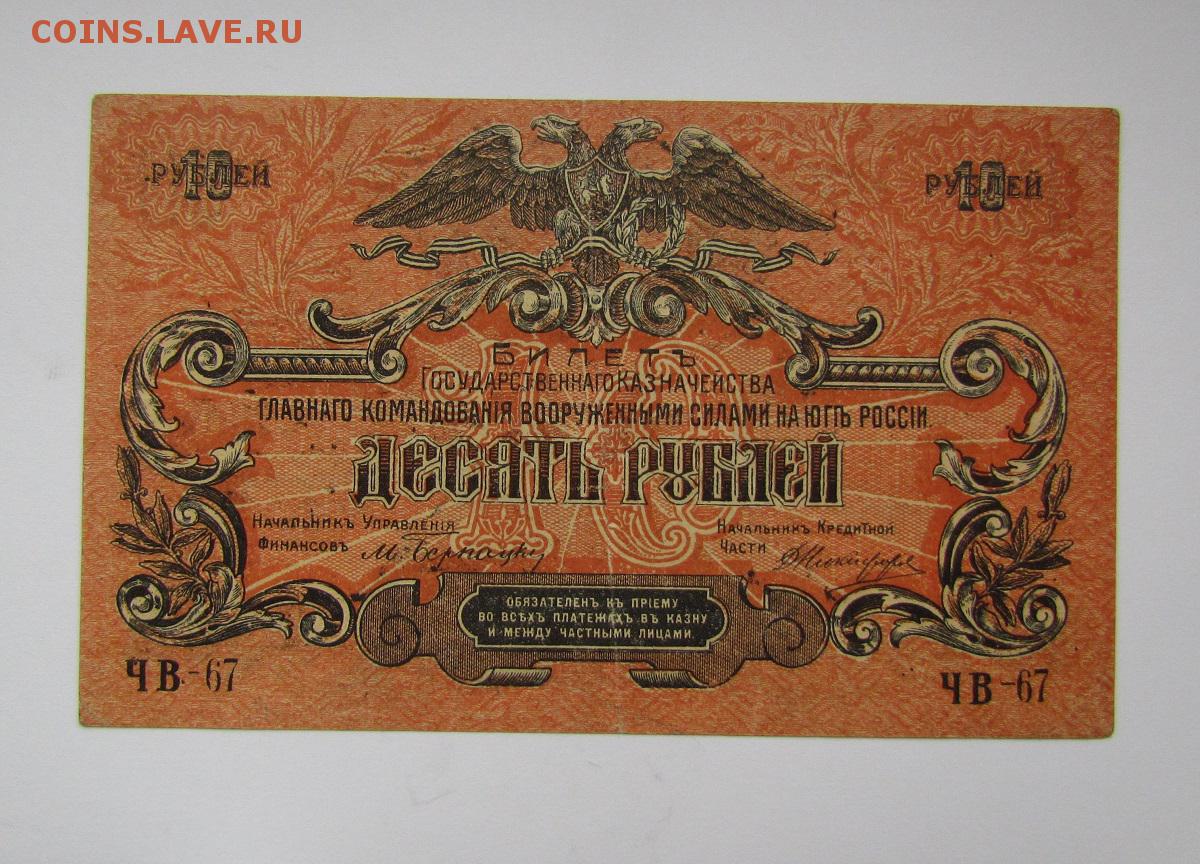 COINS.LAVE.RU
10 РУБЛЕЙ
10 РУБЛЕЙ
10
БИЛЕТЪ
ГОСУДАРСТВЕННАГО КАЗНАЧЕЙСТВА
ГЛАВНАГО КОМАНДОВАНІЯ ВООРУЖЕННЫМИ СИЛАМИ НА ЮГѢ РОССІИ.
ДЕСЯТЬ РУБЛЕЙ
НАЧАЛЬНИКЪ УПРАВЛЕНІЯ
ФИНАНСОВЪ М. Бернацкій
НАЧАЛЬНИКЪ КРЕДИТНОЙ
ЧАСТИ
ОБЯЗАТЕЛЕНЪ КЪ ПРІЕМУ
ВО ВСѢХЪ ПЛАТЕЖАХЪ ВЪ КАЗНУ
И МЕЖДУ ЧАСТНЫМИ ЛИЦАМИ.
ЧВ-67
ЧВ-67